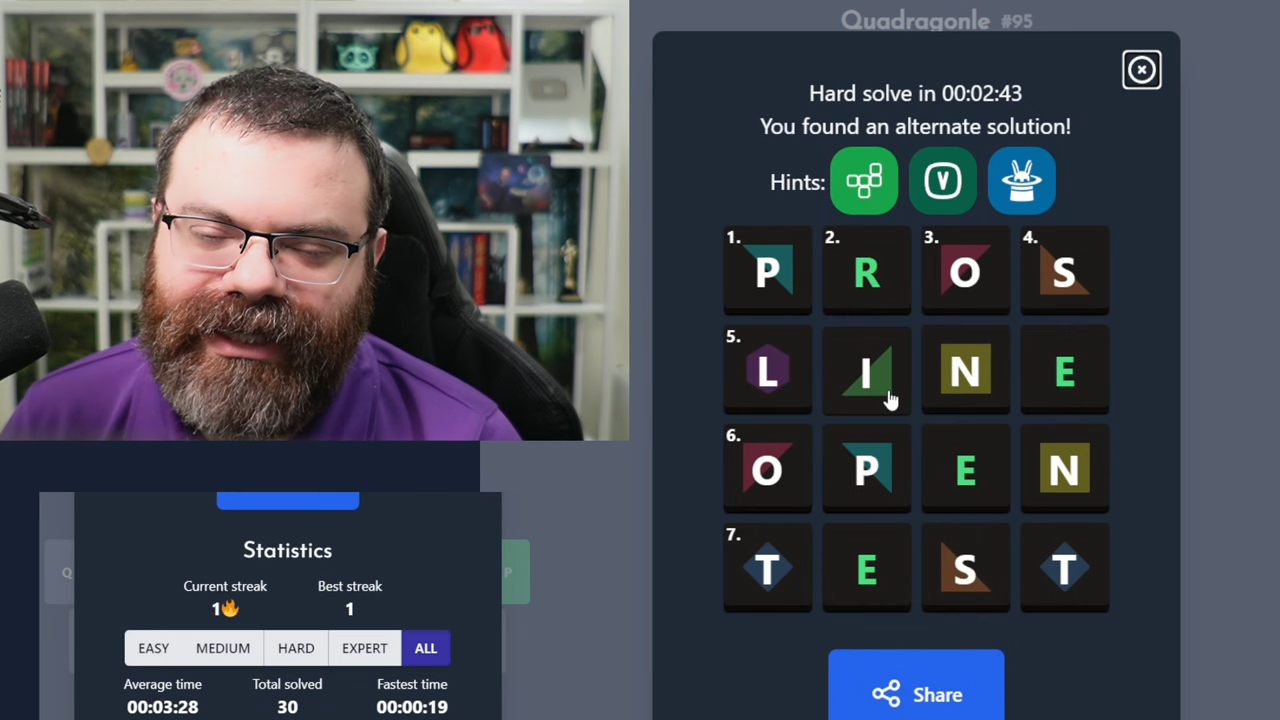 Quadragonle #95
Hard solve in 00:02:43
You found an alternate solution!
Hints: V
1. P 2. R 3. O 4. S
5. L I N E
6. O P E N
7. T E S T
Share
Q P
Statistics
Current streak Best streak
1🔥 1
EASY MEDIUM HARD EXPERT ALL
Average time Total solved Fastest time
00:03:28 30 00:00:19